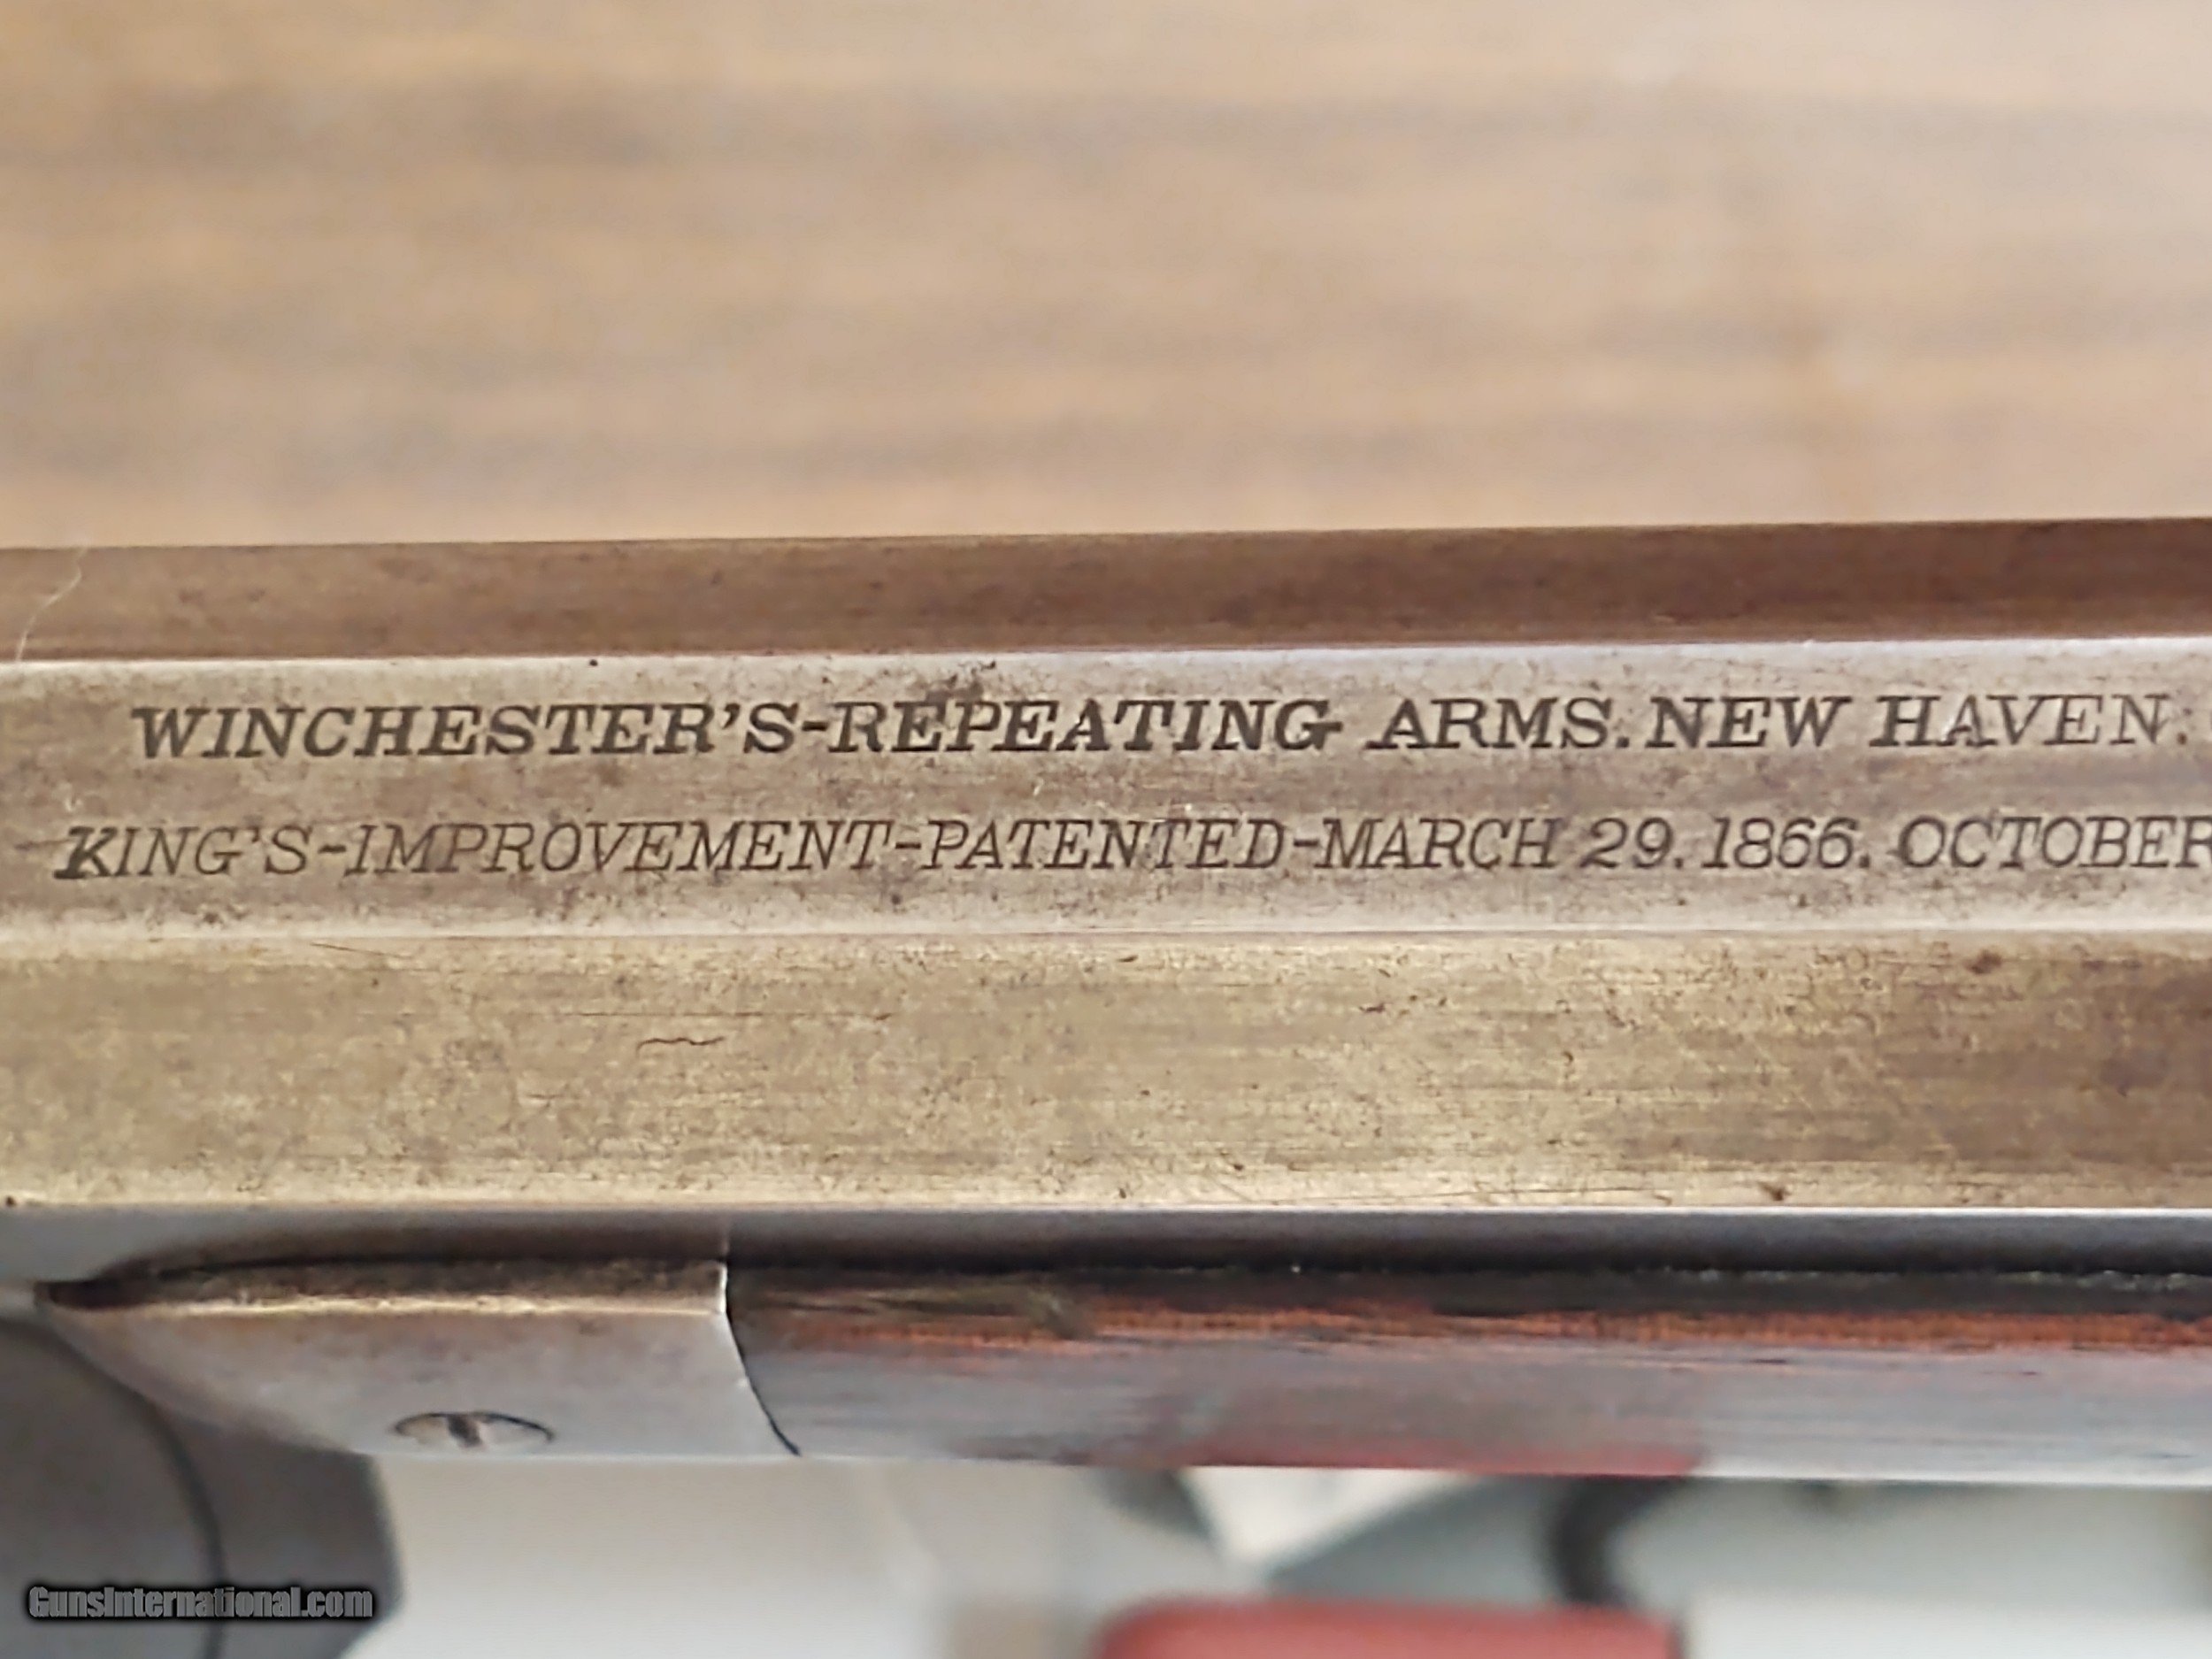 WINCHESTER'S-REPEATING ARMS. NEW HAVEN.
KING'S-IMPROVEMENT-PATENTED-MARCH 29. 1866. OCTOBER
GunsInternational.com